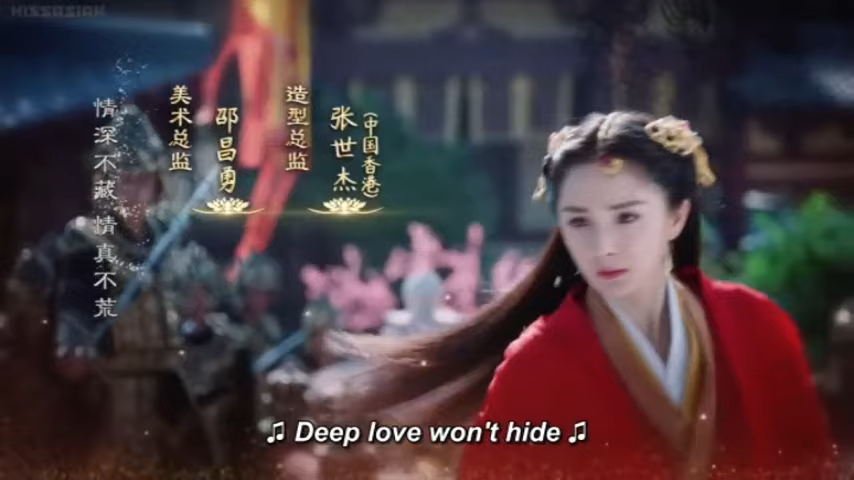 KISSASIAN
造型总监
张世杰
(中国香港)
美术总监
邵昌勇
情深不藏 情真不荒
♫ Deep love won't hide ♫